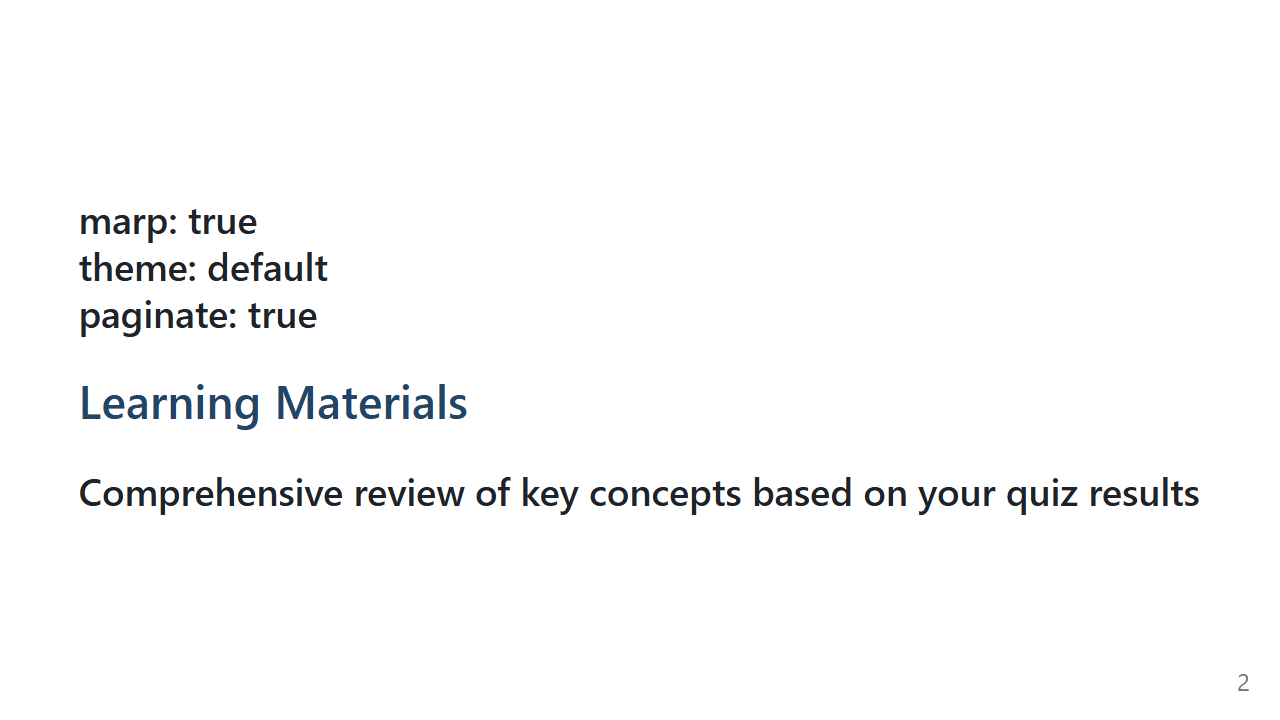 marp: true
theme: default
paginate: true
Learning Materials
Comprehensive review of key concepts based on your quiz results
2